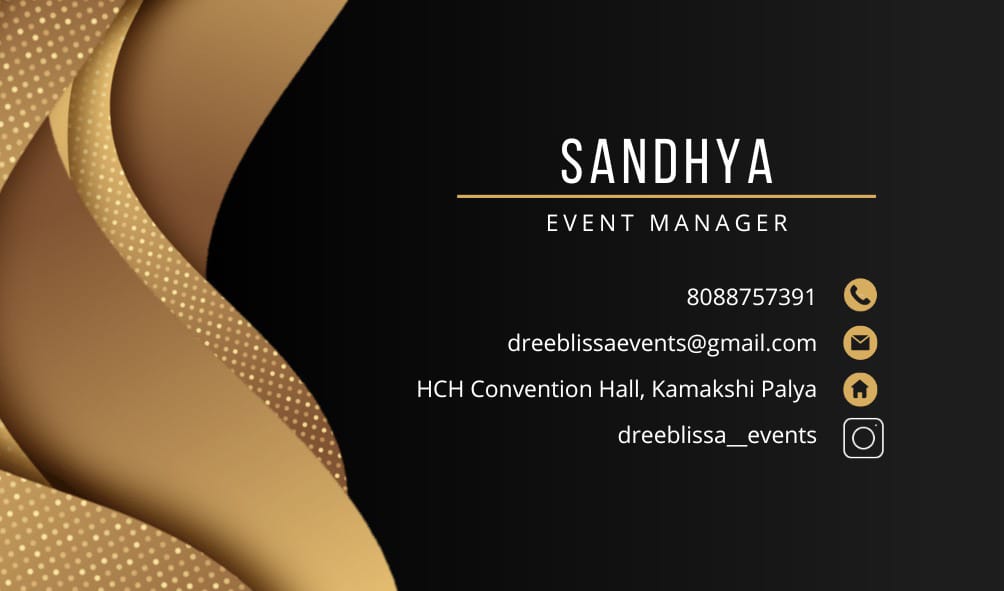 SANDHYA
EVENT MANAGER
8088757391
dreeblissaevents@gmail.com
HCH Convention Hall, Kamakshi Palya
dreeblissa__events